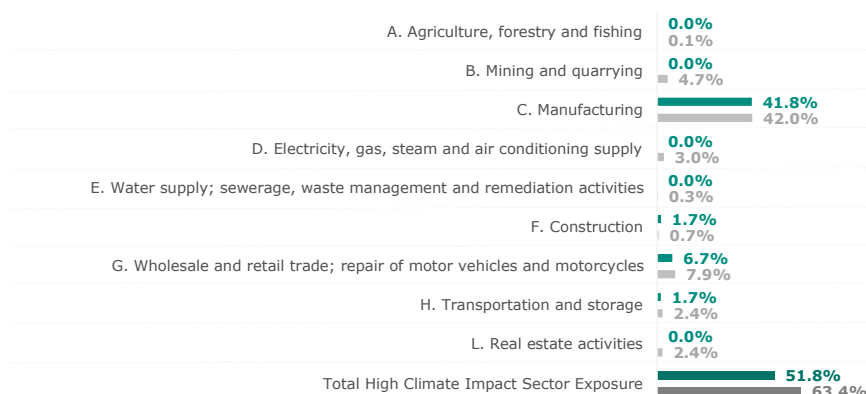 A. Agriculture, forestry and fishing 0.0%
0.1%
B. Mining and quarrying 0.0%
4.7%
C. Manufacturing 41.8%
42.0%
D. Electricity, gas, steam and air conditioning supply 0.0%
3.0%
E. Water supply; sewerage, waste management and remediation activities 0.0%
0.3%
F. Construction 1.7%
0.7%
G. Wholesale and retail trade; repair of motor vehicles and motorcycles 6.7%
7.9%
H. Transportation and storage 1.7%
2.4%
L. Real estate activities 0.0%
2.4%
Total High Climate Impact Sector Exposure 51.8%
63.4%